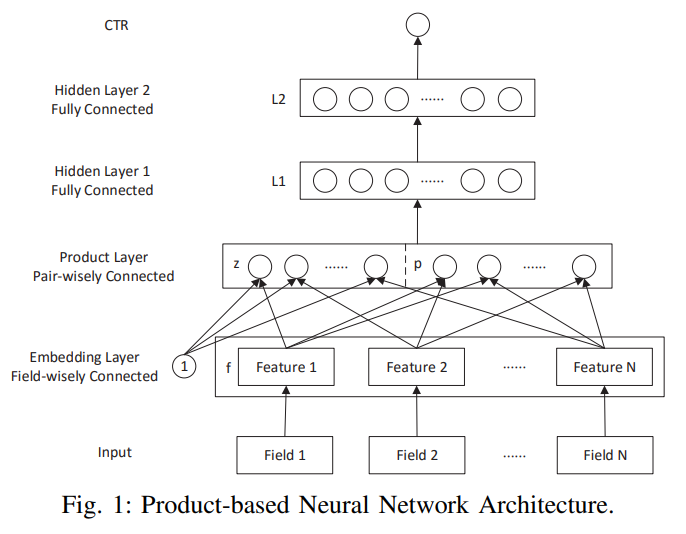 CTR
Hidden Layer 2
Fully Connected
L2
......
Hidden Layer 1
Fully Connected
L1
......
Product Layer
Pair-wisely Connected
z
......
p
......
Embedding Layer
Field-wisely Connected
1
f
Feature 1
Feature 2
......
Feature N
Input
Field 1
Field 2
......
Field N
Fig. 1: Product-based Neural Network Architecture.